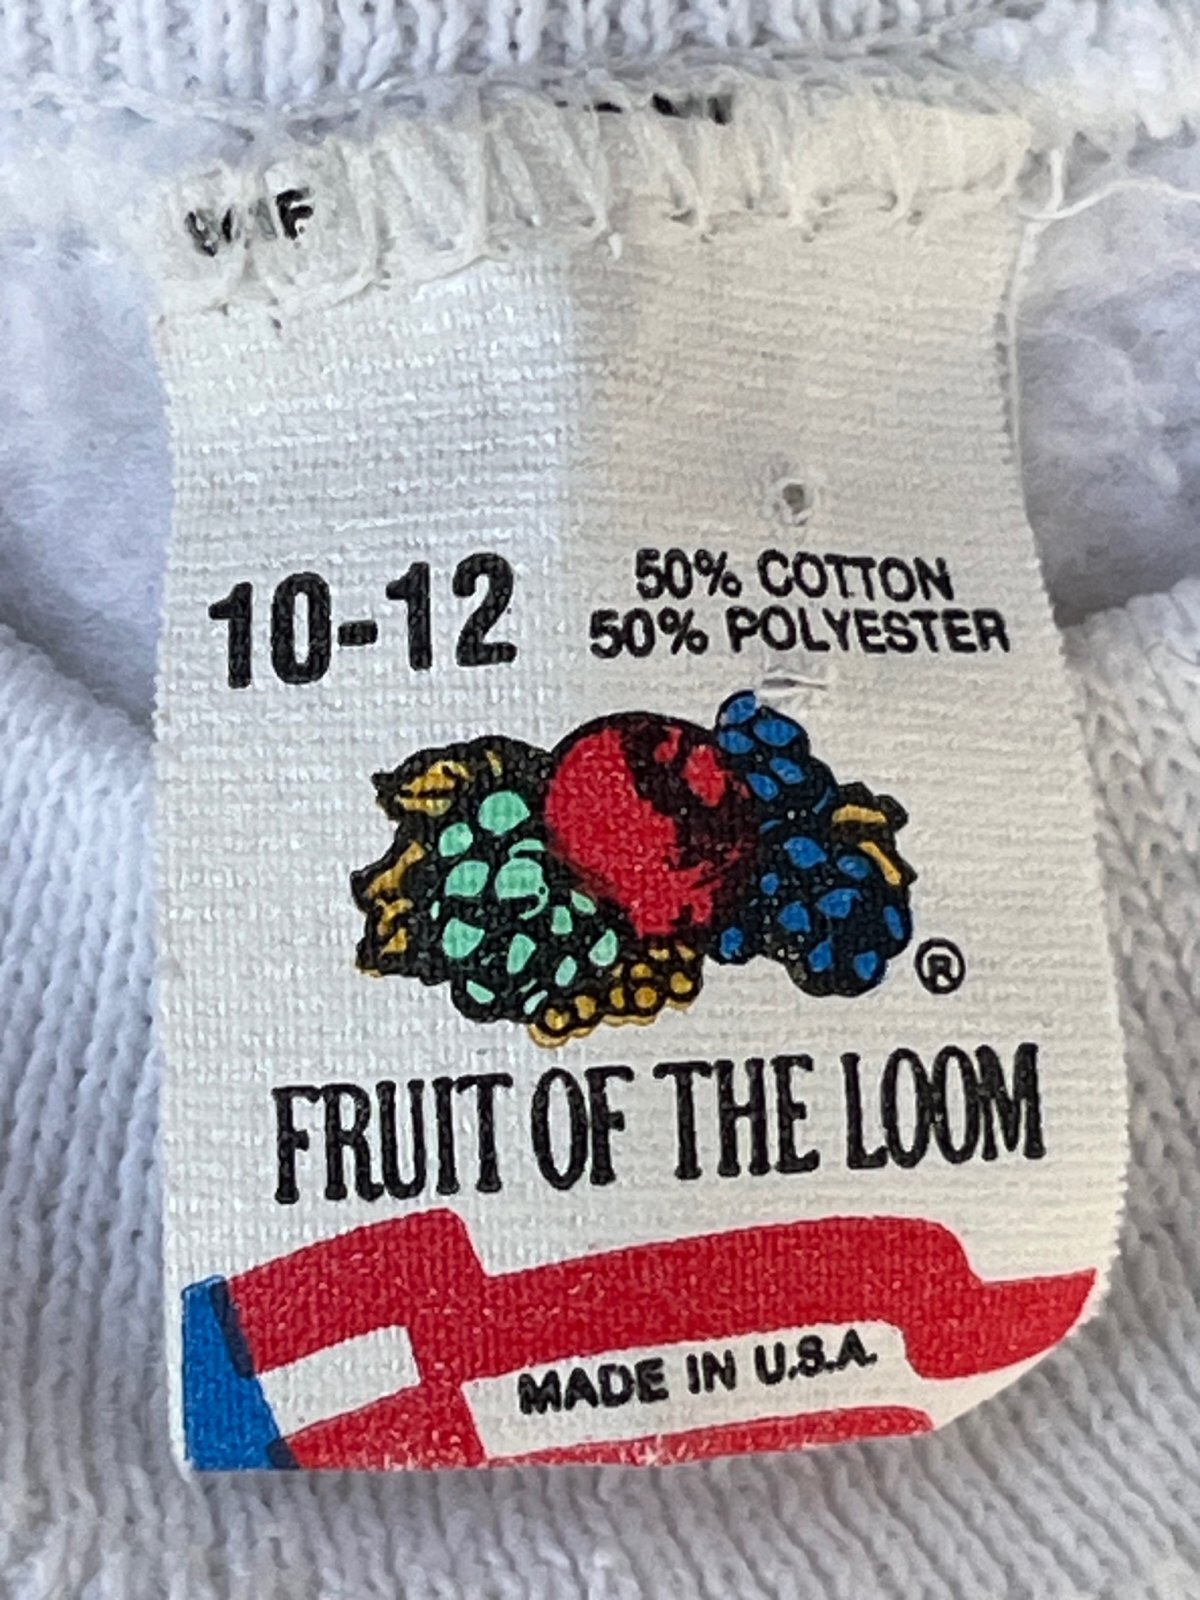 10-12
50% COTTON
50% POLYESTER
®
FRUIT OF THE LOOM
MADE IN U.S.A.